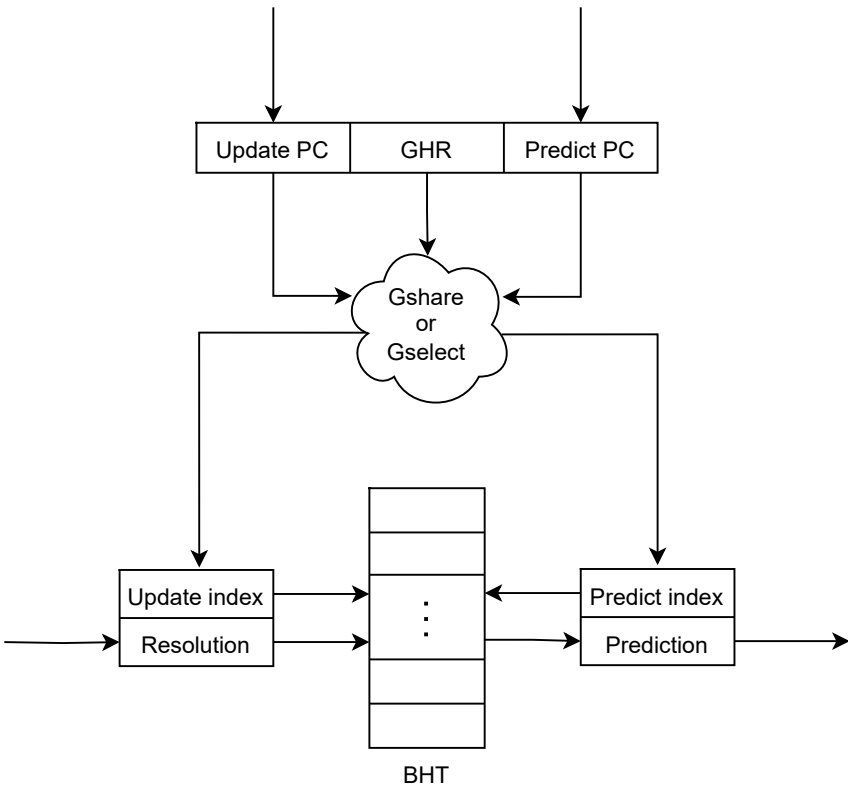 Update PC
GHR
Predict PC
Gshare
or
Gselect
Update index
Resolution
Predict index
Prediction
BHT